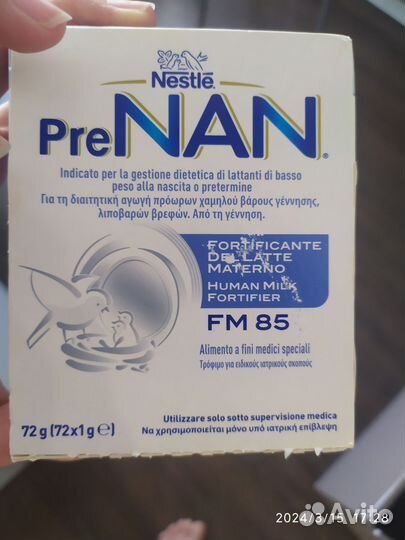 Nestlé
PreNAN®
Indicato per la gestione dietetica di lattanti di basso
peso alla nascita o pretermine
Για τη διαιτητική αγωγή πρόωρων χαμηλού βάρους γέννησης,
λιποβαρών βρεφών. Από τη γέννηση.
FORTIFICANTE
DEL LATTE
MATERNO
HUMAN MILK
FORTIFIER
FM 85
Alimento a fini medici speciali
Τρόφιμο για ειδικούς ιατρικούς σκοπούς
Utilizzare solo sotto supervisione medica
72 g (72x1 g ℮) Να χρησιμοποιείται μόνο υπό ιατρική επίβλεψη
2024/3/15 17:28
Avito